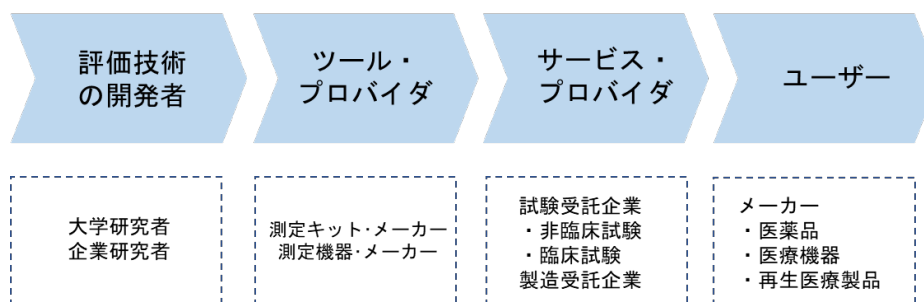 評価技術
の開発者
ツール・
プロバイダ
サービス・
プロバイダ
ユーザー
大学研究者
企業研究者
測定キット・メーカー
測定機器・メーカー
試験受託企業
・非臨床試験
・臨床試験
製造受託企業
メーカー
・医薬品
・医療機器
・再生医療製品